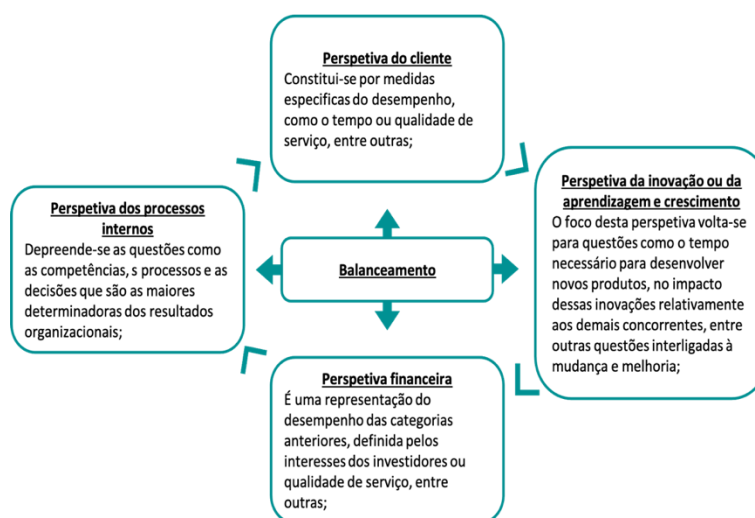 Perspetiva do cliente
Constitui-se por medidas
especificas do desempenho,
como o tempo ou qualidade de
serviço, entre outras;
Perspetiva dos processos
internos
Depreende-se as questões como
as competências, s processos e as
decisões que são as maiores
determinadoras dos resultados
organizacionais;
Balanceamento
Perspetiva da inovação ou da
aprendizagem e crescimento
O foco desta perspetiva volta-se
para questões como o tempo
necessário para desenvolver
novos produtos, no impacto
dessas inovações relativamente
aos demais concorrentes, entre
outras questões interligadas à
mudança e melhoria;
Perspetiva financeira
É uma representação do
desempenho das categorias
anteriores, definida pelos
interesses dos investidores ou
qualidade de serviço, entre
outras;